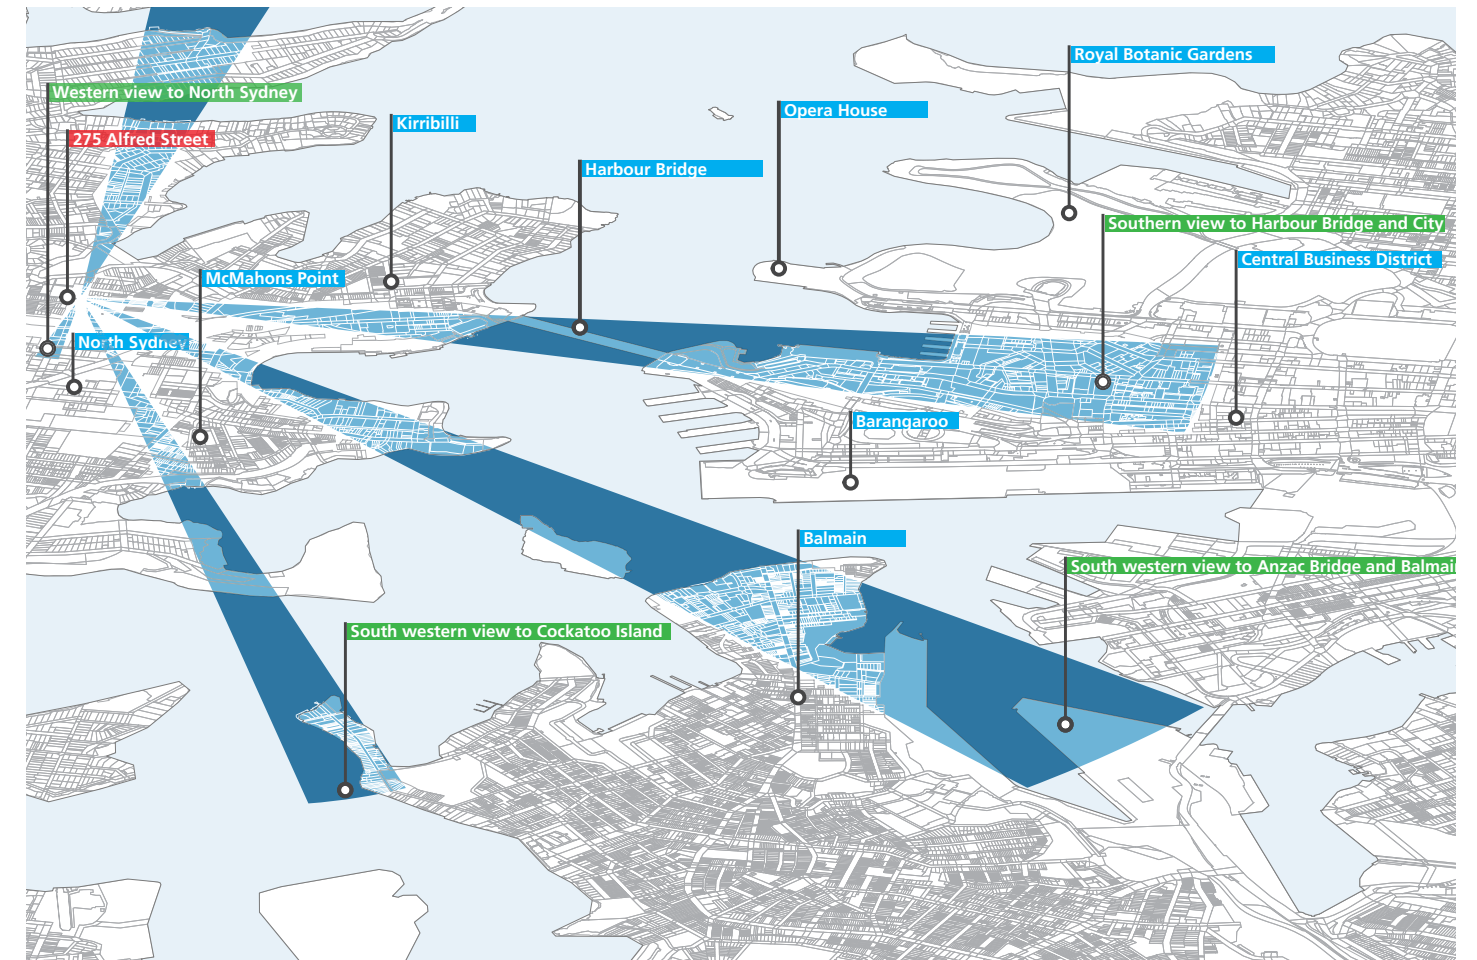 Royal Botanic Gardens
Western view to North Sydney
Opera House
Kirribilli
275 Alfred Street
Harbour Bridge
Southern view to Harbour Bridge and City
Central Business District
McMahons Point
North Sydney
Barangaroo
Balmain
South western view to Anzac Bridge and Balmain
South western view to Cockatoo Island